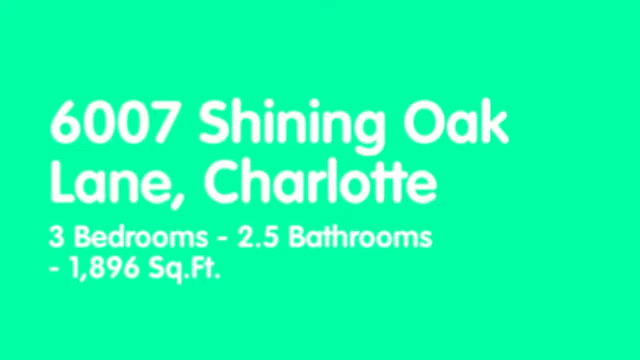 6007 Shining Oak
Lane, Charlotte
3 Bedrooms - 2.5 Bathrooms
- 1,896 Sq.Ft.